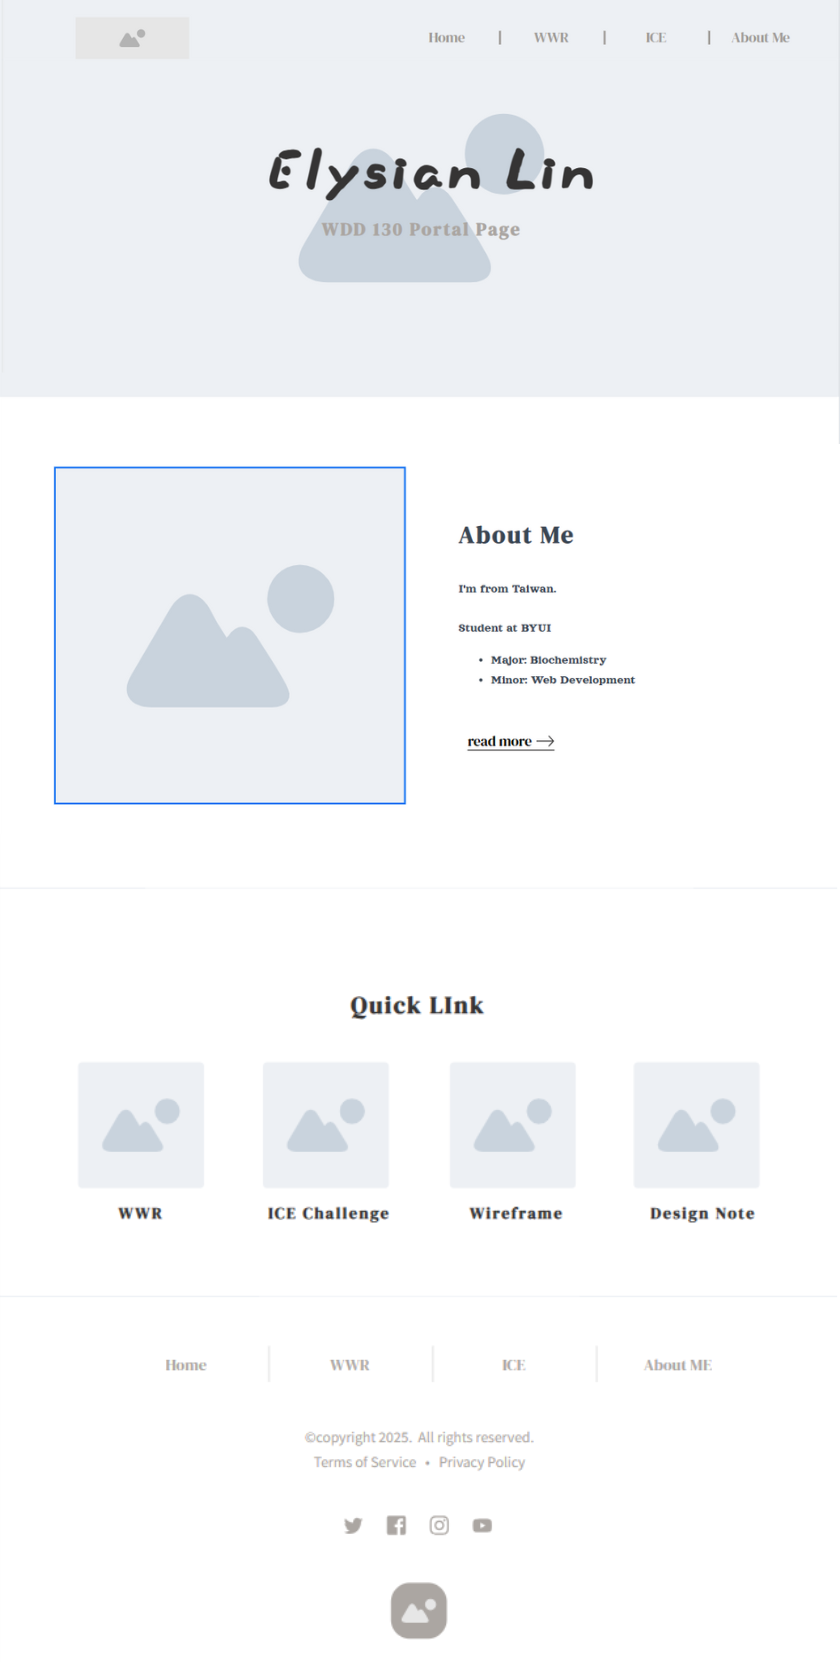 Home | WWR | ICE | About Me
Elysian Lin
WDD 130 Portal Page
About Me
I'm from Taiwan.
Student at BYUI
• Major: Biochemistry
• Minor: Web Development
read more →
Quick LInk
WWR ICE Challenge Wireframe Design Note
Home WWR ICE About ME
©copyright 2025. All rights reserved.
Terms of Service • Privacy Policy